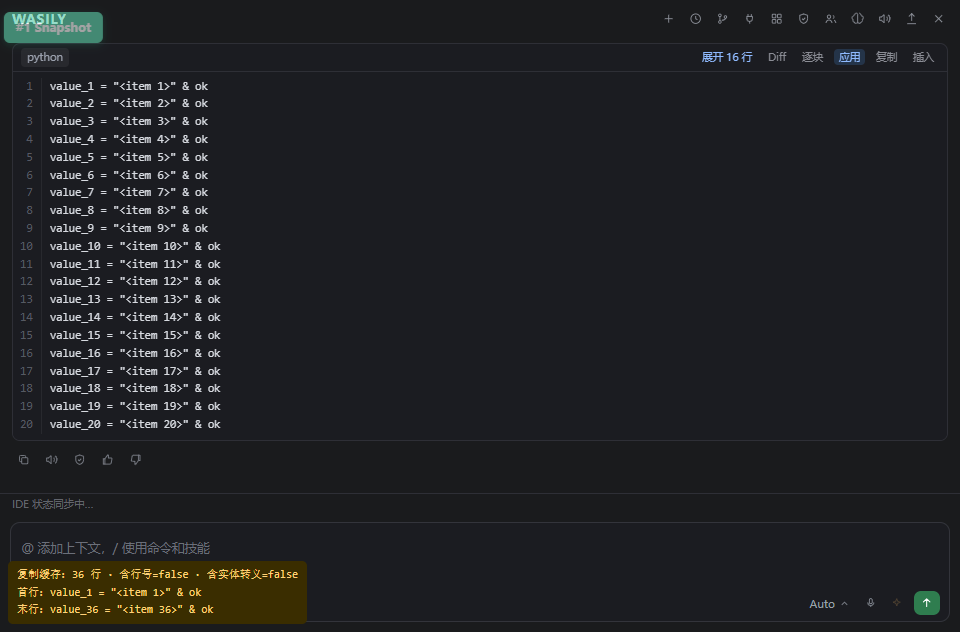 WASILY
#1 Snapshot
python
展开 16 行 Diff 逐块 应用 复制 插入
1 value_1 = "<item 1>" & ok
2 value_2 = "<item 2>" & ok
3 value_3 = "<item 3>" & ok
4 value_4 = "<item 4>" & ok
5 value_5 = "<item 5>" & ok
6 value_6 = "<item 6>" & ok
7 value_7 = "<item 7>" & ok
8 value_8 = "<item 8>" & ok
9 value_9 = "<item 9>" & ok
10 value_10 = "<item 10>" & ok
11 value_11 = "<item 11>" & ok
12 value_12 = "<item 12>" & ok
13 value_13 = "<item 13>" & ok
14 value_14 = "<item 14>" & ok
15 value_15 = "<item 15>" & ok
16 value_16 = "<item 16>" & ok
17 value_17 = "<item 17>" & ok
18 value_18 = "<item 18>" & ok
19 value_19 = "<item 19>" & ok
20 value_20 = "<item 20>" & ok
IDE 状态同步中...
@ 添加上下文, / 使用命令和技能
复制缓存: 36 行 · 含行号=false · 含实体转义=false
首行: value_1 = "<item 1>" & ok
末行: value_36 = "<item 36>" & ok
Auto